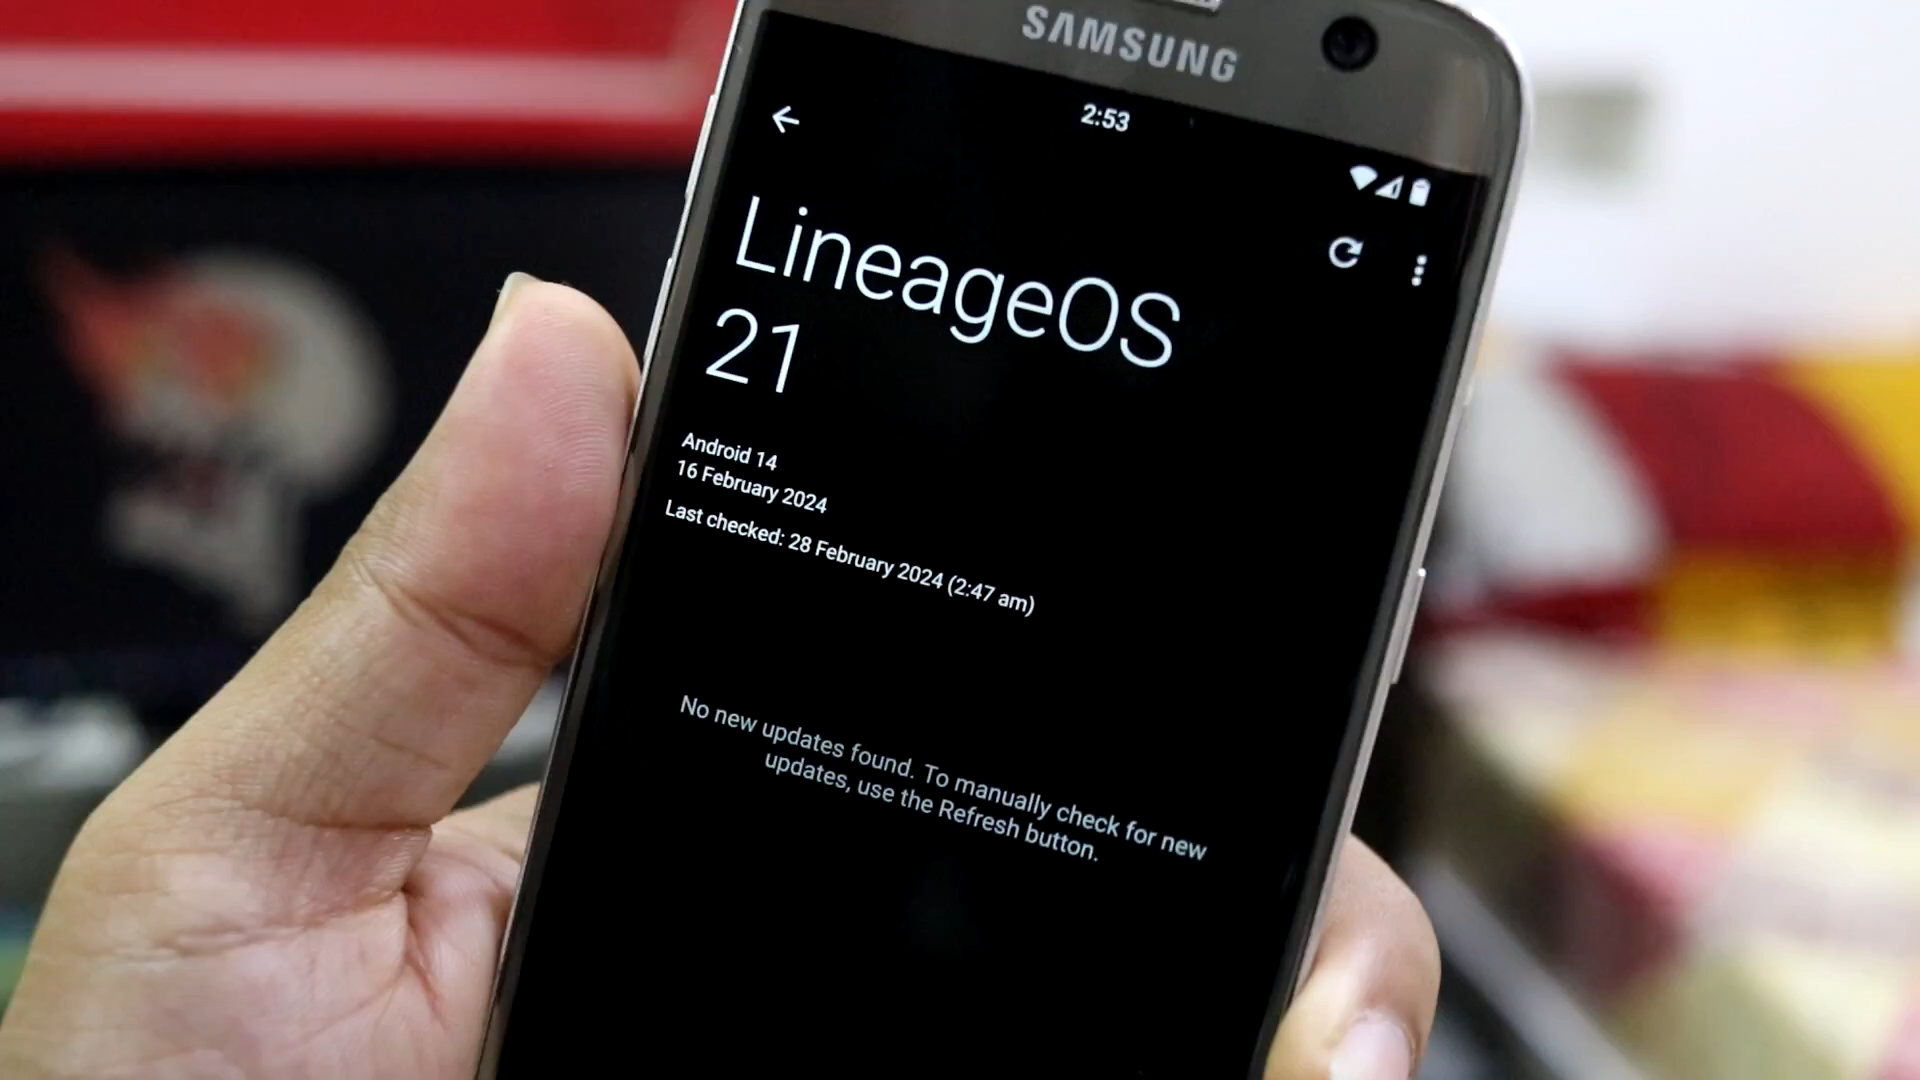 SAMSUNG
2:53
LineageOS
21
Android 14
16 February 2024
Last checked: 28 February 2024 (2:47 am)
No new updates found. To manually check for new
updates, use the Refresh button.